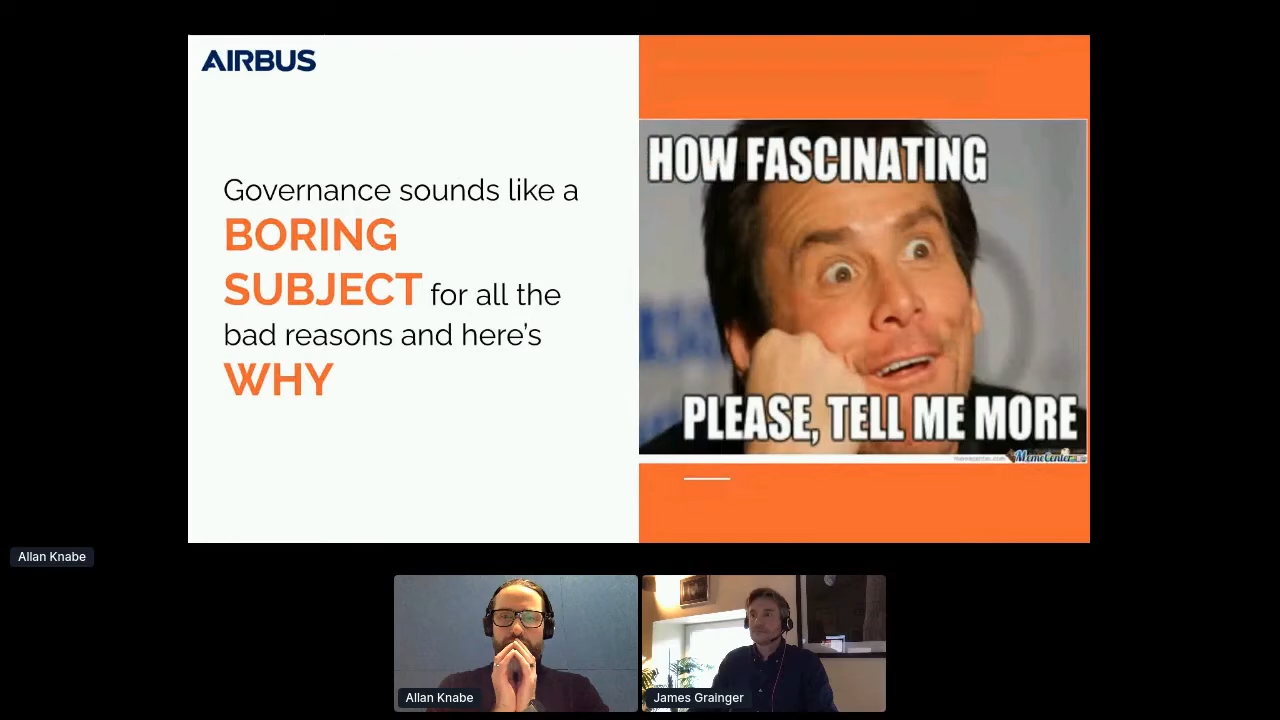 AIRBUS
Governance sounds like a
BORING
SUBJECT for all the
bad reasons and here's
WHY
HOW FASCINATING
PLEASE, TELL ME MORE
MemeCenter
Allan Knabe
Allan Knabe
James Grainger